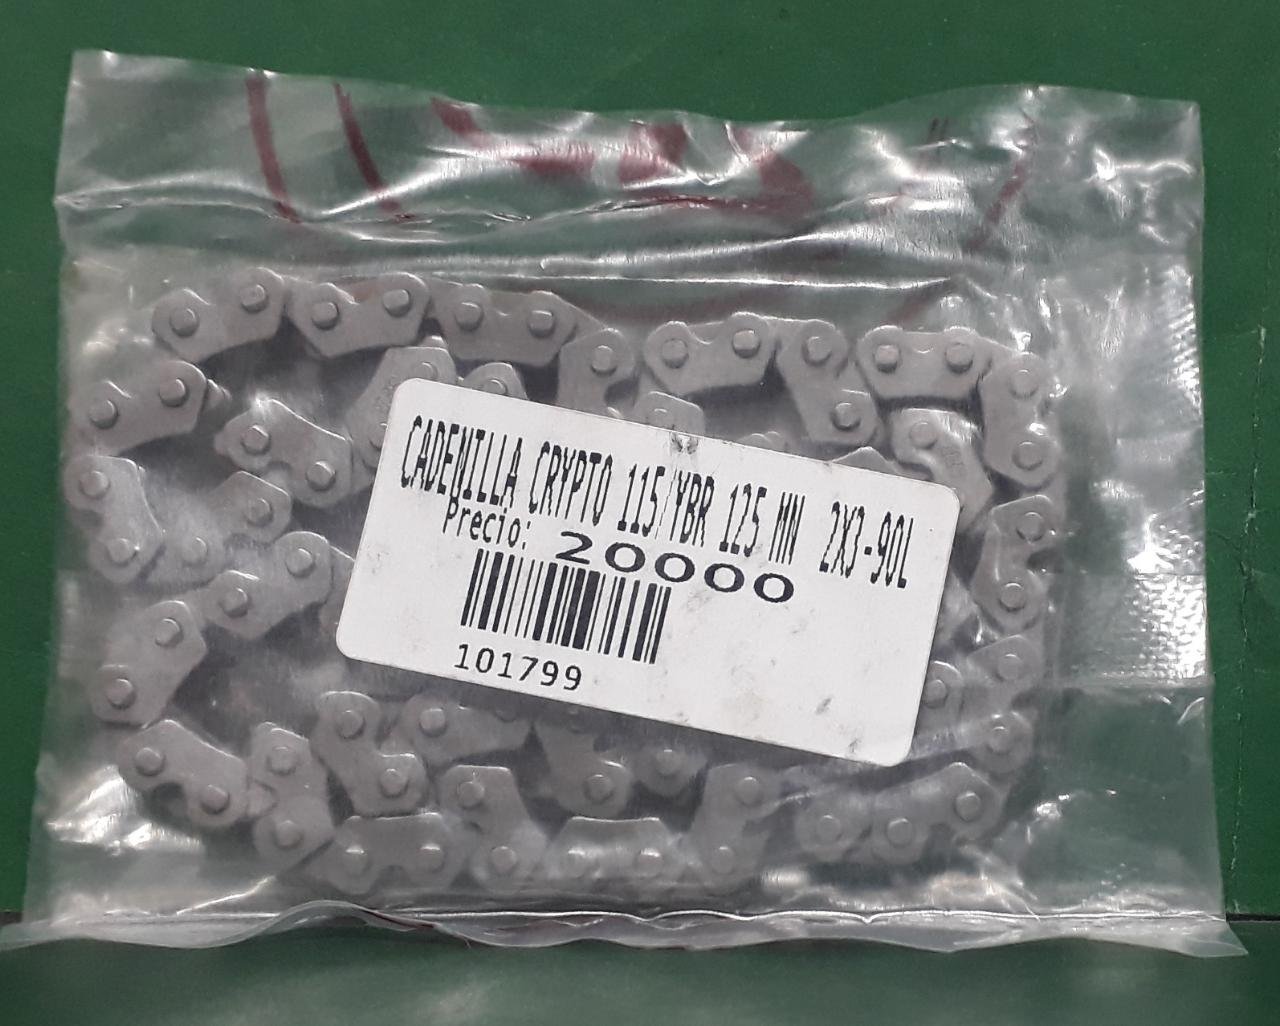 CADENILLA CRYPTO 115/YBR 125 MN 2X3-90L
Precio: 20000
101799